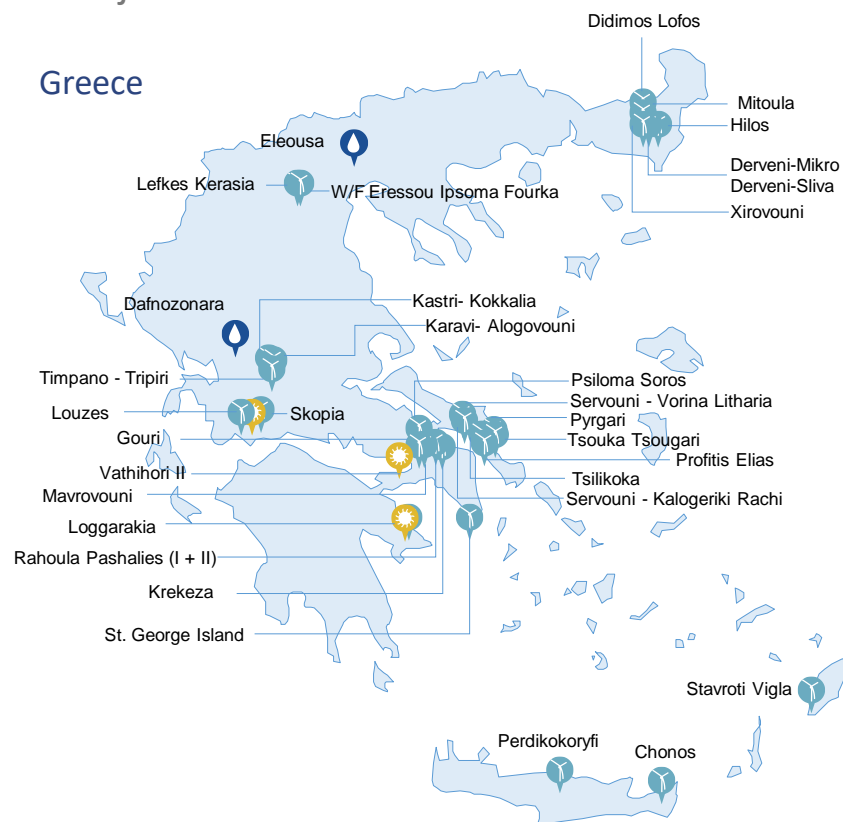 Greece
Didimos Lofos
Mitoula
Hilos
Eleousa
Derveni-Mikro
Derveni-Sliva
Lefkes Kerasia
W/F Eressou Ipsoma Fourka
Xirovouni
Dafnozonara
Kastri- Kokkalia
Karavi- Alogovouni
Timpano - Tripiri
Psiloma Soros
Servouni - Vorina Litharia
Louzes
Skopia
Pyrgari
Gouri
Tsouka Tsougari
Profitis Elias
Vathihori II
Tsilikoka
Mavrovouni
Servouni - Kalogeriki Rachi
Loggarakia
Rahoula Pashalies (I + II)
Krekeza
St. George Island
Stavroti Vigla
Perdikokoryfi
Chonos